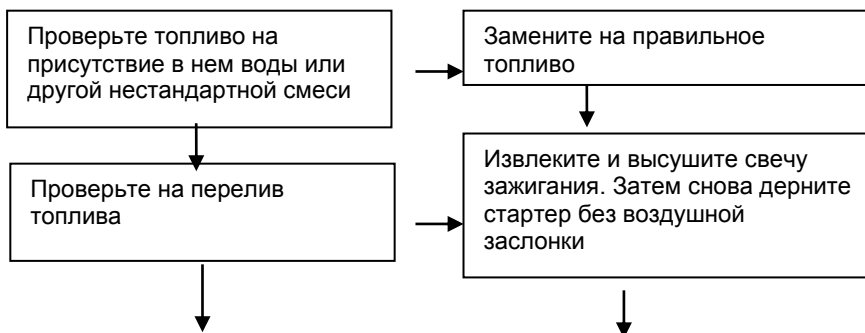 Проверьте топливо на
присутствие в нем воды или
другой нестандартной смеси
Замените на правильное
топливо
Проверьте на перелив
топлива
Извлеките и высушите свечу
зажигания. Затем снова дерните
стартер без воздушной
заслонки